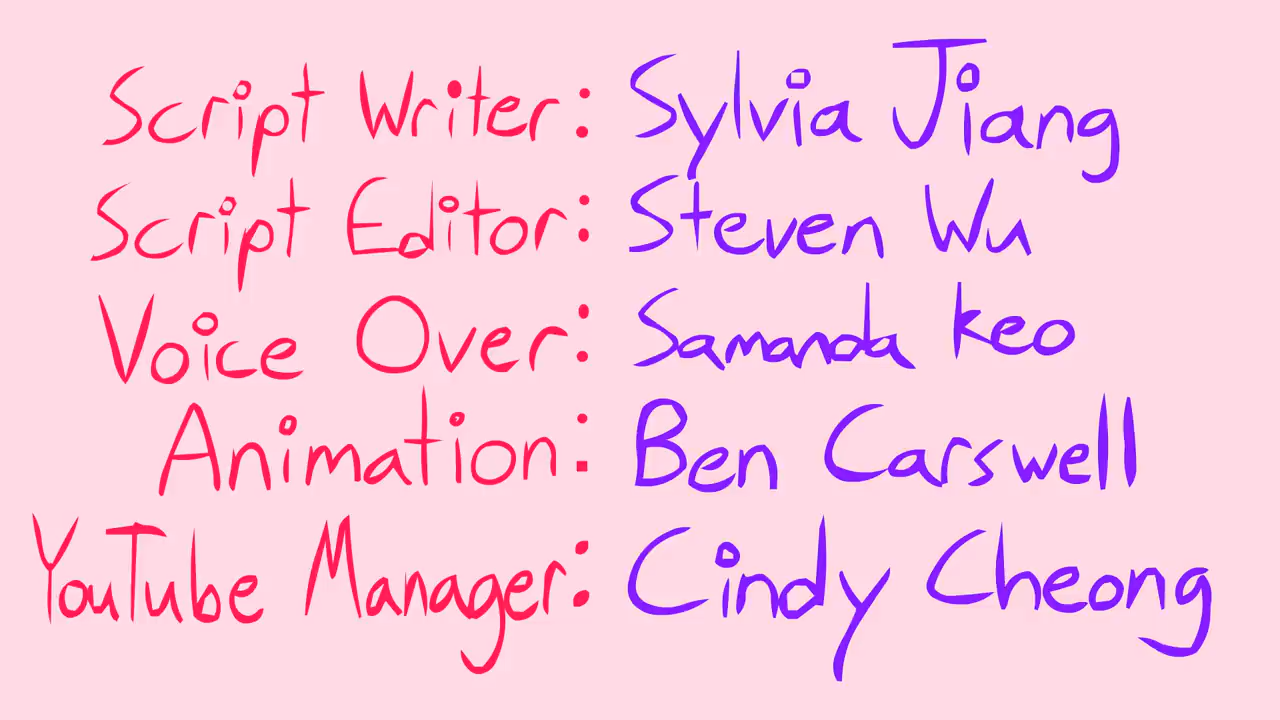 Script Writer: Sylvia Jiang
Script Editor: Steven Wu
Voice Over: Samanda Keo
Animation: Ben Carswell
YouTube Manager: Cindy Cheong